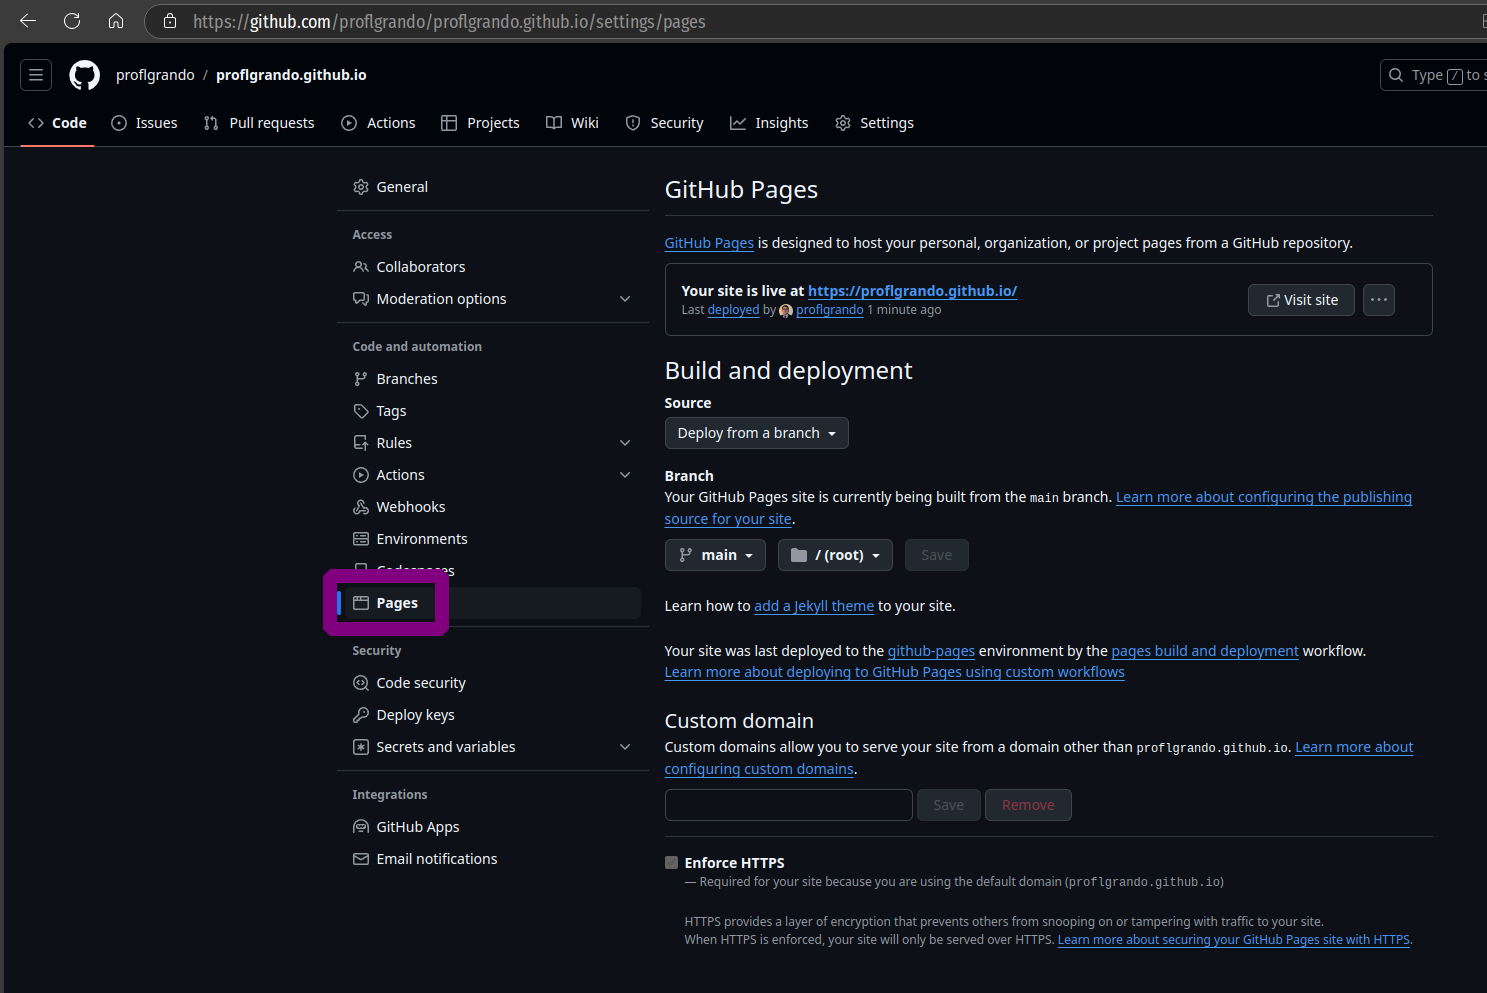 https://github.com/proflgrando/proflgrando.github.io/settings/pages
proflgrando / proflgrando.github.io
Type / to s
Code Issues Pull requests Actions Projects Wiki Security Insights Settings
General
Access
Collaborators
Moderation options
Code and automation
Branches
Tags
Rules
Actions
Webhooks
Environments
Codespaces
Pages
Security
Code security
Deploy keys
Secrets and variables
Integrations
GitHub Apps
Email notifications
GitHub Pages
GitHub Pages is designed to host your personal, organization, or project pages from a GitHub repository.
Your site is live at https://proflgrando.github.io/
Last deployed by proflgrando 1 minute ago
Visit site
Build and deployment
Source
Deploy from a branch
Branch
Your GitHub Pages site is currently being built from the main branch. Learn more about configuring the publishing
source for your site.
main / (root) Save
Learn how to add a Jekyll theme to your site.
Your site was last deployed to the github-pages environment by the pages build and deployment workflow.
Learn more about deploying to GitHub Pages using custom workflows
Custom domain
Custom domains allow you to serve your site from a domain other than proflgrando.github.io. Learn more about
configuring custom domains.
Save Remove
Enforce HTTPS
— Required for your site because you are using the default domain (proflgrando.github.io)
HTTPS provides a layer of encryption that prevents others from snooping on or tampering with traffic to your site.
When HTTPS is enforced, your site will only be served over HTTPS. Learn more about securing your GitHub Pages site with HTTPS.